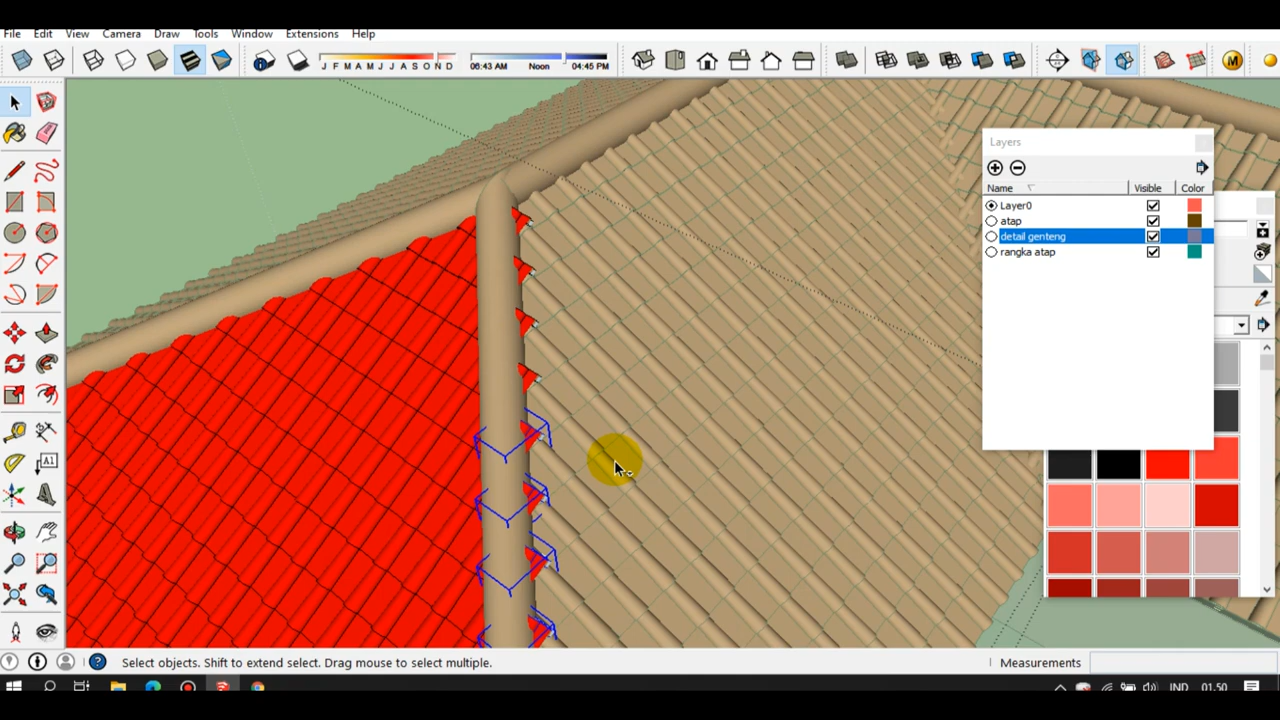 File Edit View Camera Draw Tools Window Extensions Help
J F M A M J J A S O N D 06:43 AM Noon 04:45 PM
M
Layers
Name Visible Color
Layer0
atap
detail genteng
rangka atap
A1
Select objects. Shift to extend select. Drag mouse to select multiple. Measurements
IND 01.50